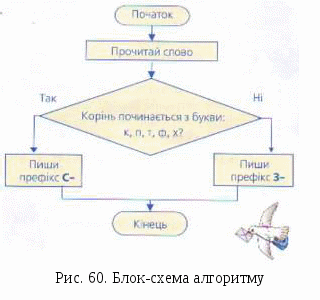 Початок
Прочитай слово
Так
Ні
Корінь починається з букви:
к, п, т, ф, х?
Пиши
префікс С–
Пиши
префікс З–
Кінець
Рис. 60. Блок-схема алгоритму